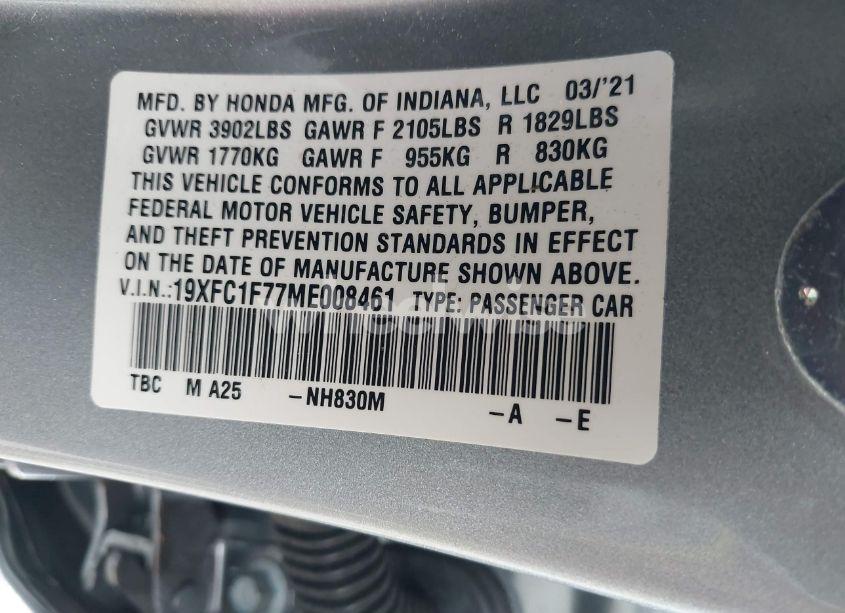 MFD. BY HONDA MFG. OF INDIANA, LLC 03/'21
GVWR 3902LBS GAWR F 2105LBS R 1829LBS
GVWR 1770KG GAWR F 955KG R 830KG
THIS VEHICLE CONFORMS TO ALL APPLICABLE
FEDERAL MOTOR VEHICLE SAFETY, BUMPER,
AND THEFT PREVENTION STANDARDS IN EFFECT
ON THE DATE OF MANUFACTURE SHOWN ABOVE.
V.I.N.:19XFC1F77ME008461 TYPE: PASSENGER CAR
wheelwise
TBC M A25 -NH830M -A -E